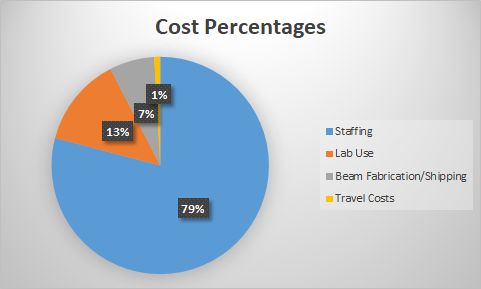 Cost Percentages
1%
7%
13%
79%
Staffing
Lab Use
Beam Fabrication/Shipping
Travel Costs